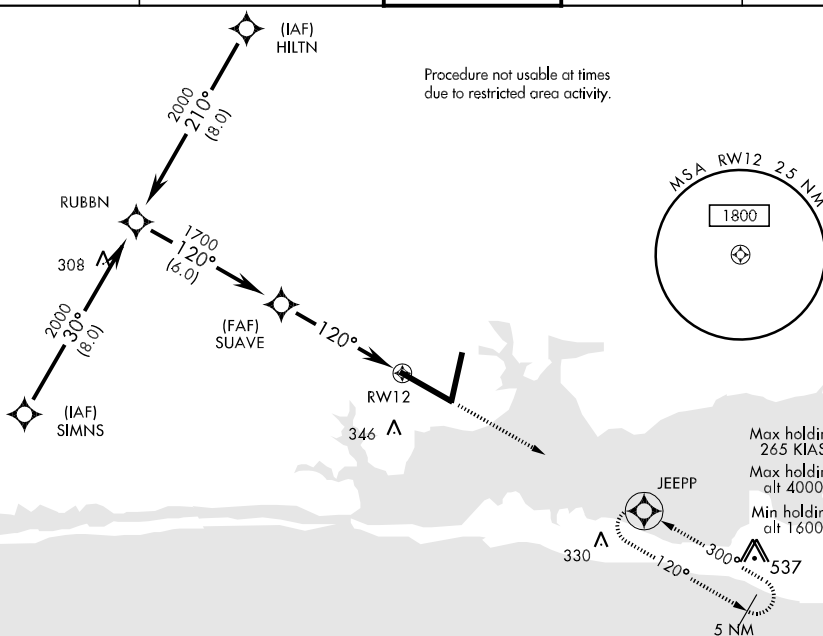 (IAF)
HILTN
Procedure not usable at times
due to restricted area activity.
2000
210°
(8.0)
MSA RW12 25 NM
1800
RUBBN
308
1700
120°
(6.0)
2000
30°
(8.0)
(FAF)
SUAVE
120°
RW12
(IAF)
SIMNS
346
Max holdin
265 KIAS
Max holdin
alt 4000
Min holdin
alt 1600
JEEPP
330
300°
120°
537
5 NM